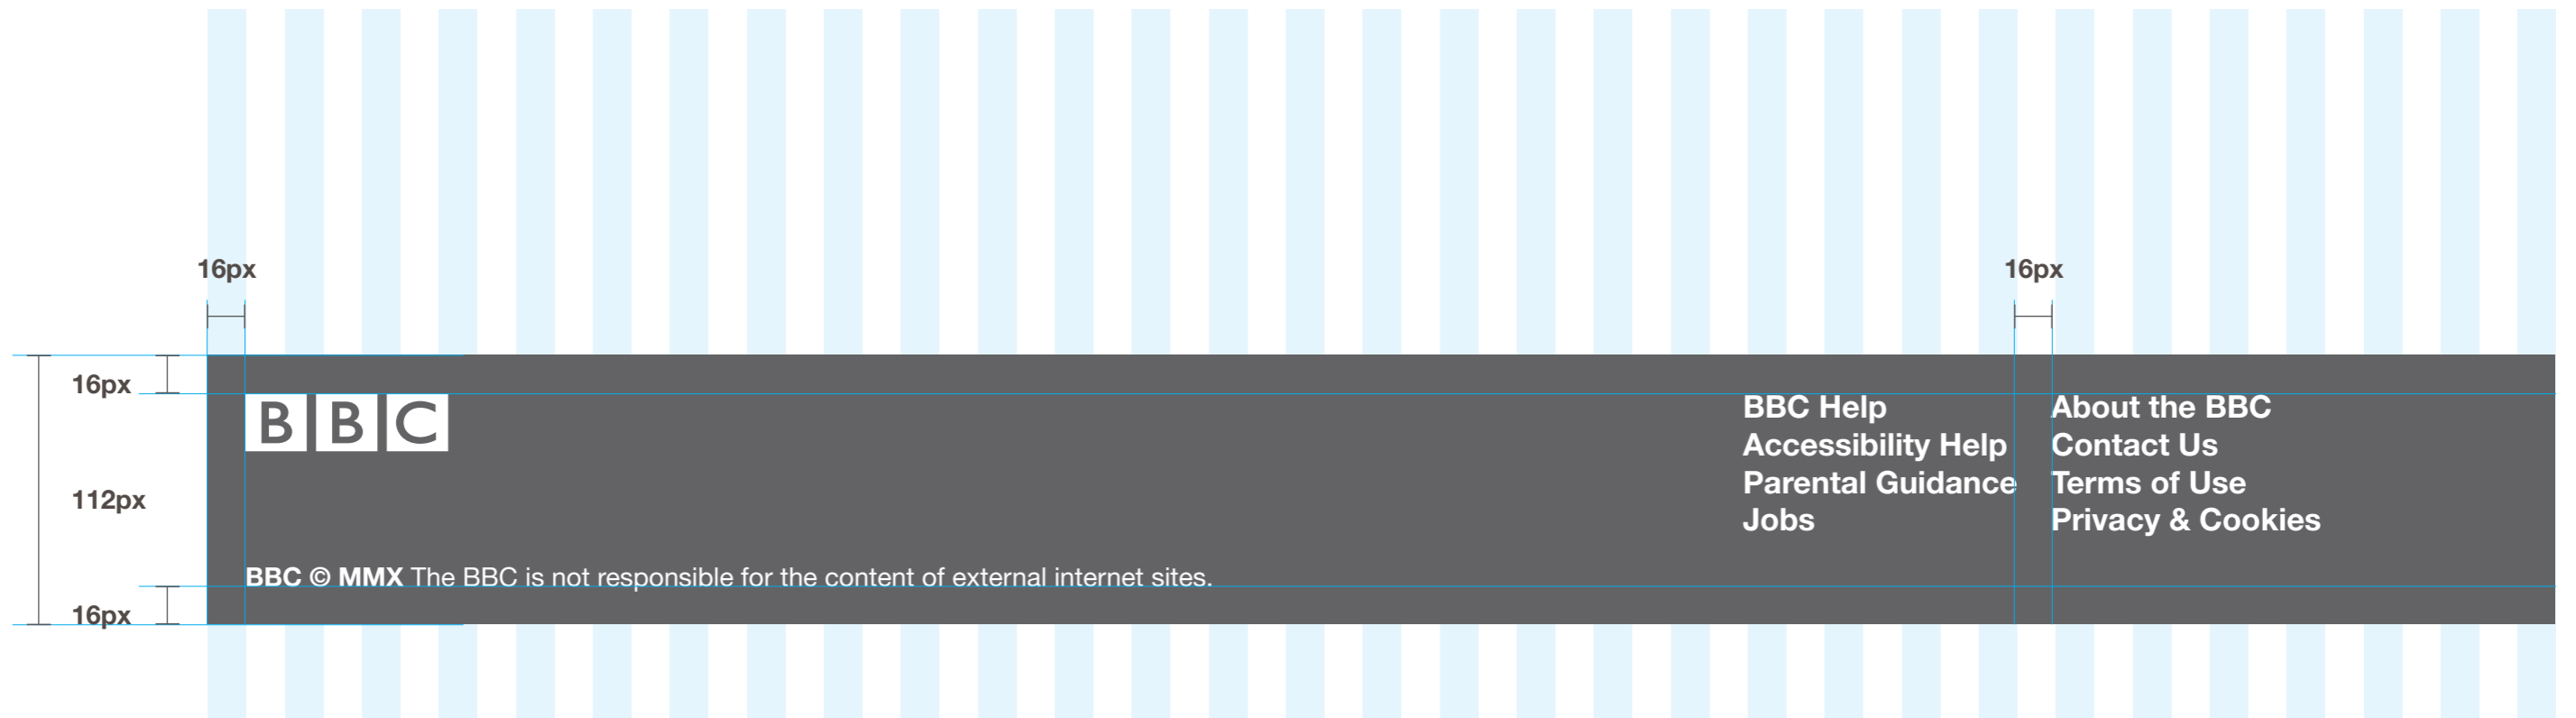 16px
16px
16px
BBC
BBC Help
About the BBC
Accessibility Help
Contact Us
Parental Guidance
Terms of Use
112px
Jobs
Privacy & Cookies
BBC © MMX The BBC is not responsible for the content of external internet sites.
16px